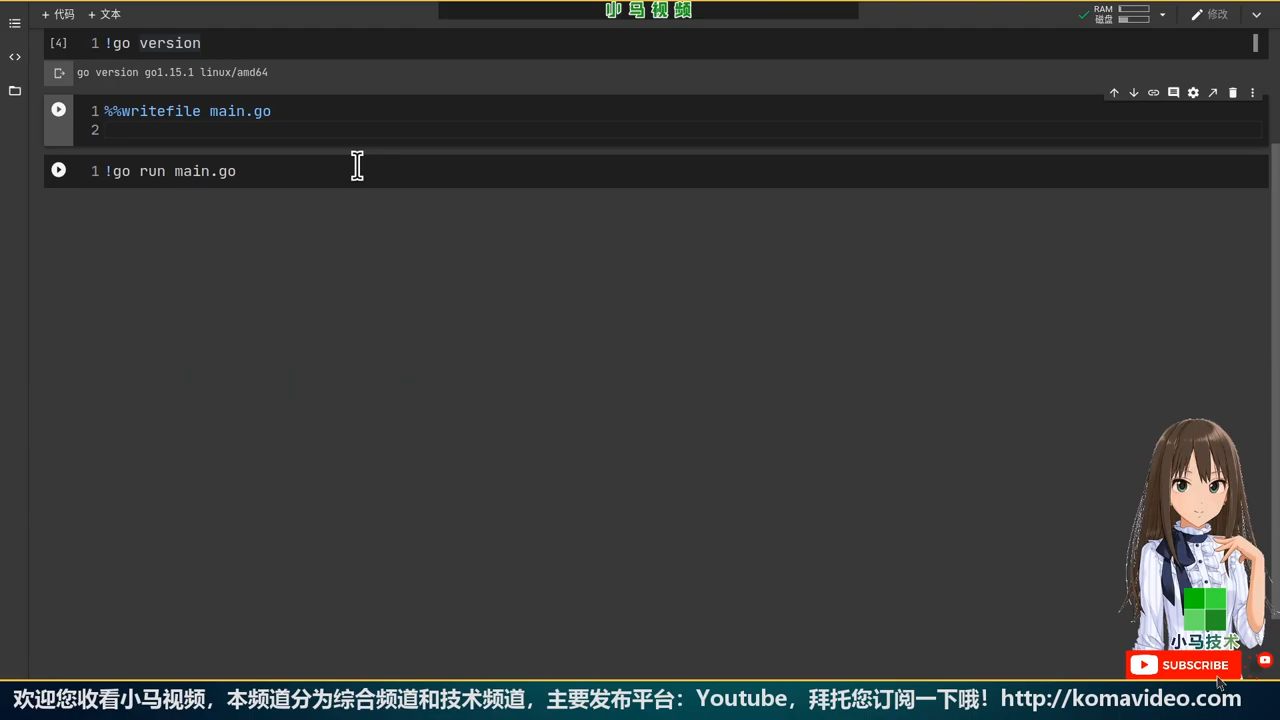 小马视频
+ 代码 + 文本
RAM
磁盘
修改
[4] 1 !go version
go version go1.15.1 linux/amd64
1 %%writefile main.go
2
1 !go run main.go
小马技术
SUBSCRIBE
欢迎您收看小马视频，本频道分为综合频道和技术频道，主要发布平台：Youtube，拜托您订阅一下哦！http://komavideo.com